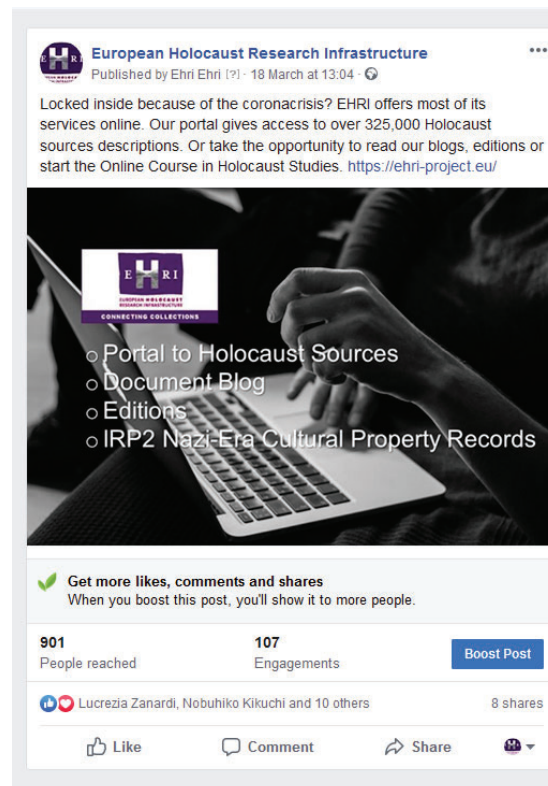 European Holocaust Research Infrastructure
Published by Ehri Ehri [?] · 18 March at 13:04 ·
Locked inside because of the coronacrisis? EHRI offers most of its
services online. Our portal gives access to over 325,000 Holocaust
sources descriptions. Or take the opportunity to read our blogs, editions or
start the Online Course in Holocaust Studies. https://ehri-project.eu/
EHRI
EUROPEAN HOLOCAUST
RESEARCH INFRASTRUCTURE
CONNECTING COLLECTIONS
Portal to Holocaust Sources
Document Blog
Editions
IRP2 Nazi-Era Cultural Property Records
Get more likes, comments and shares
When you boost this post, you'll show it to more people.
901
People reached
107
Engagements
Boost Post
Lucrezia Zanardi, Nobuhiko Kikuchi and 10 others
8 shares
Like
Comment
Share